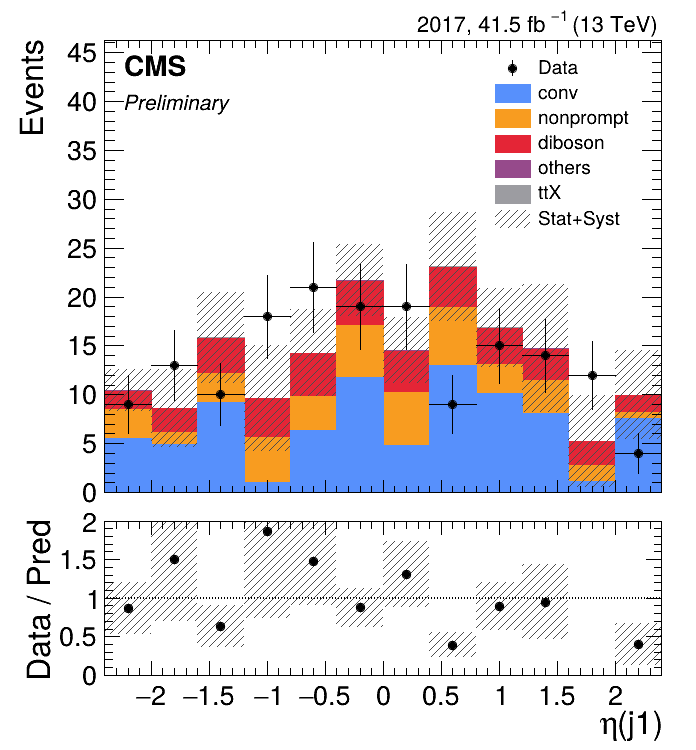 2017, 41.5 fb⁻¹ (13 TeV)
CMS
Preliminary
Events
45
40
35
30
25
20
15
10
5
0
Data
conv
nonprompt
diboson
others
ttX
Stat+Syst
Data / Pred
2
1.5
1
0.5
0
−2 −1.5 −1 −0.5 0 0.5 1 1.5 2
η(j1)